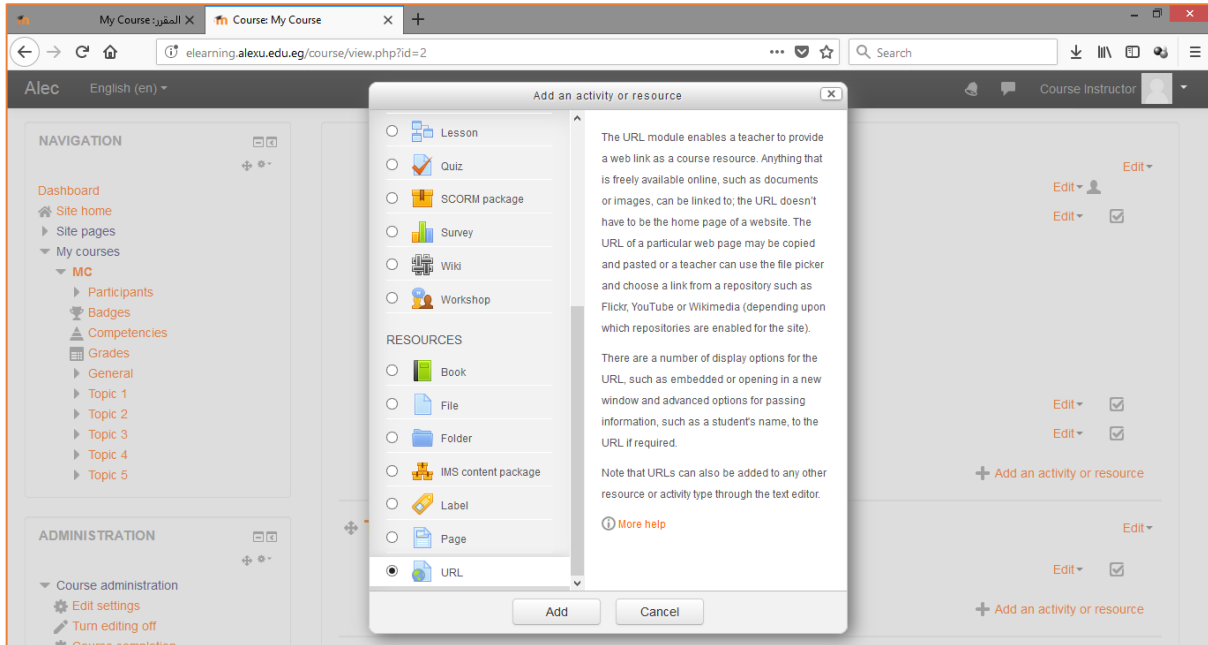 المقرر: My Course
Course: My Course
elearning.alexu.edu.eg/course/view.php?id=2
Search
Alec
English (en)
Course Instructor
NAVIGATION
Dashboard
Site home
Site pages
My courses
MC
Participants
Badges
Competencies
Grades
General
Topic 1
Topic 2
Topic 3
Topic 4
Topic 5
ADMINISTRATION
Course administration
Edit settings
Turn editing off
Course completion
Add an activity or resource
Lesson
Quiz
SCORM package
Survey
Wiki
Workshop
RESOURCES
Book
File
Folder
IMS content package
Label
Page
URL
The URL module enables a teacher to provide
a web link as a course resource. Anything that
is freely available online, such as documents
or images, can be linked to; the URL doesn't
have to be the home page of a website. The
URL of a particular web page may be copied
and pasted or a teacher can use the file picker
and choose a link from a repository such as
Flickr, YouTube or Wikimedia (depending upon
which repositories are enabled for the site).
There are a number of display options for the
URL, such as embedded or opening in a new
window and advanced options for passing
information, such as a student's name, to the
URL if required.
Note that URLs can also be added to any other
resource or activity type through the text editor.
More help
Add
Cancel
Edit
Edit
Edit
Edit
Edit
Add an activity or resource
Edit
Edit
Add an activity or resource